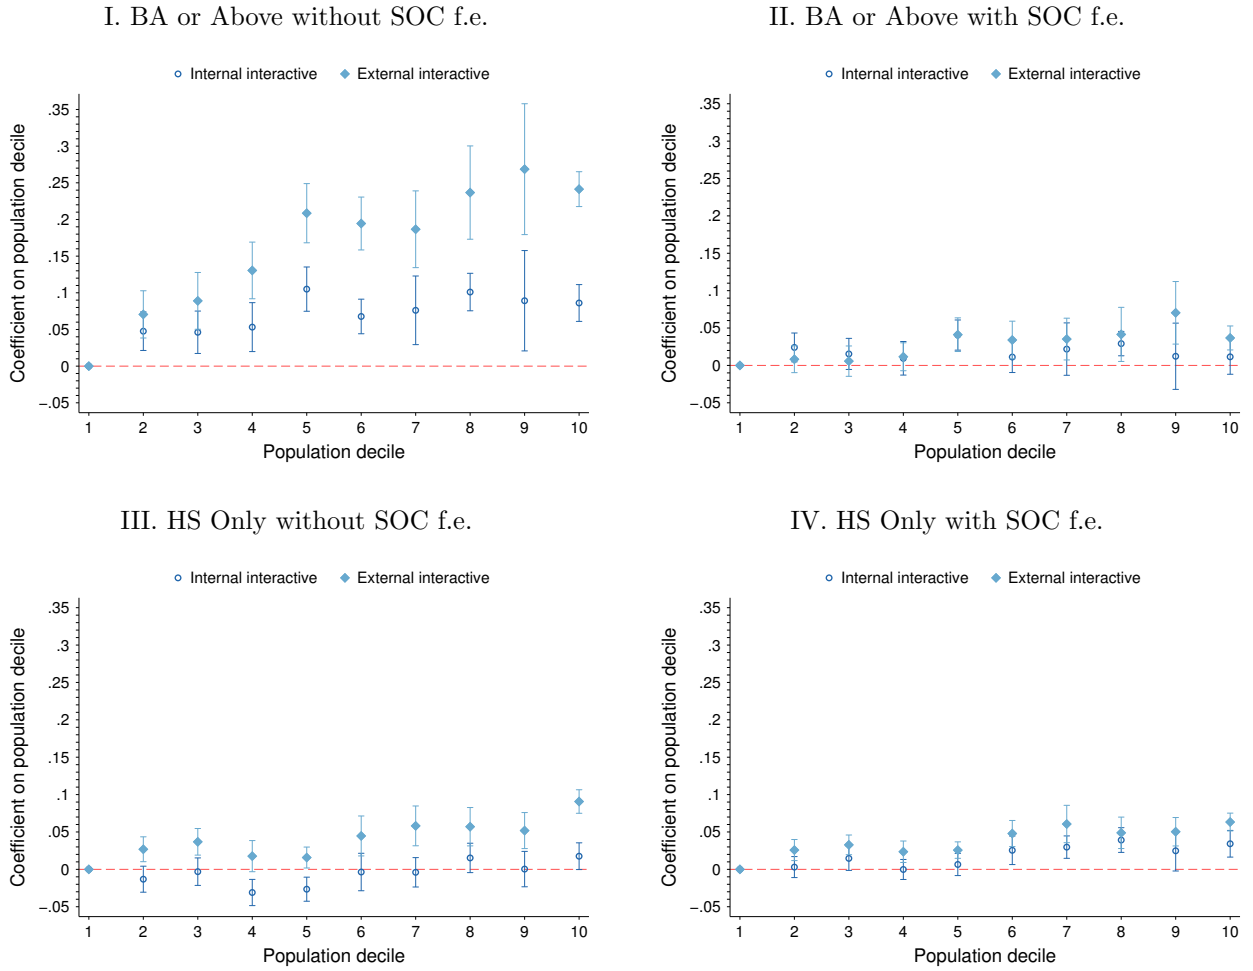 I. BA or Above without SOC f.e.
Internal interactive External interactive
Coefficient on population decile
.35
.3
.25
.2
.15
.1
.05
0
−.05
1 2 3 4 5 6 7 8 9 10
Population decile
II. BA or Above with SOC f.e.
Internal interactive External interactive
Coefficient on population decile
.35
.3
.25
.2
.15
.1
.05
0
−.05
1 2 3 4 5 6 7 8 9 10
Population decile
III. HS Only without SOC f.e.
Internal interactive External interactive
Coefficient on population decile
.35
.3
.25
.2
.15
.1
.05
0
−.05
1 2 3 4 5 6 7 8 9 10
Population decile
IV. HS Only with SOC f.e.
Internal interactive External interactive
Coefficient on population decile
.35
.3
.25
.2
.15
.1
.05
0
−.05
1 2 3 4 5 6 7 8 9 10
Population decile